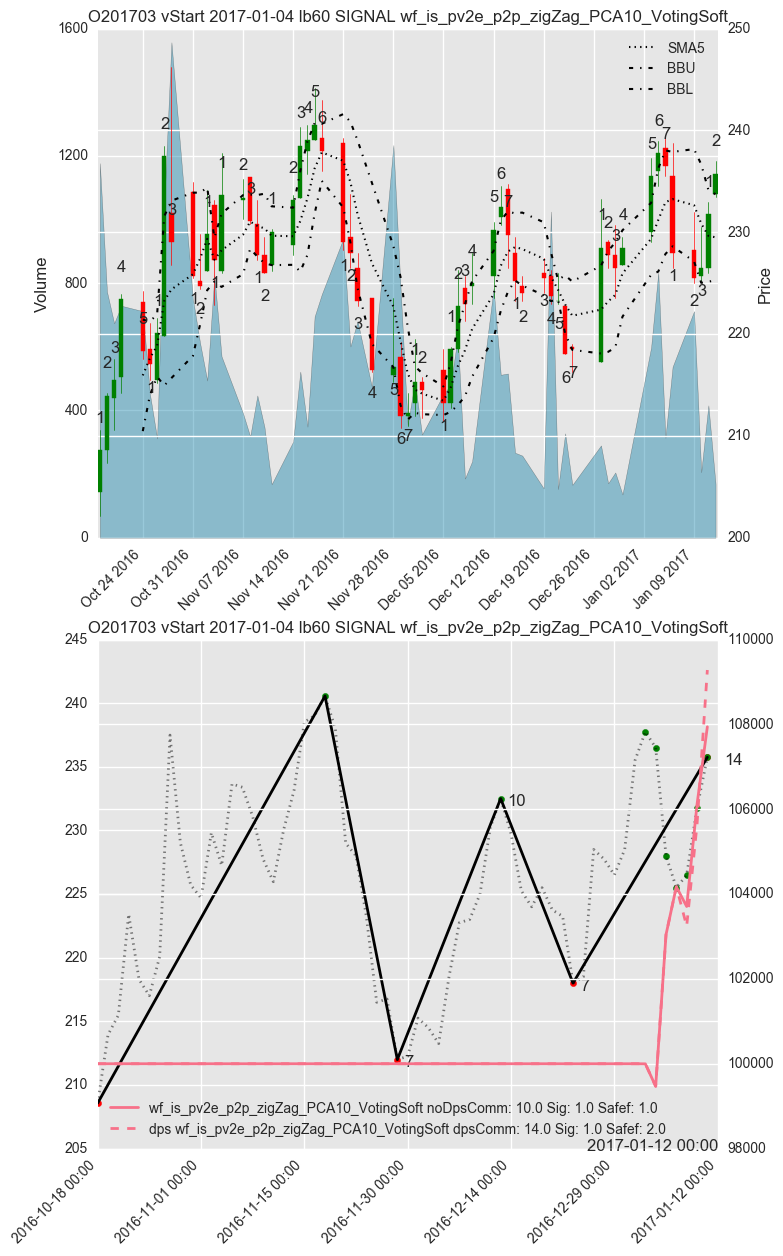 O201703 vStart 2017-01-04 lb60 SIGNAL wf_is_pv2e_p2p_zigZag_PCA10_VotingSoft
1600
1200
800
400
0
Volume
250
240
230
220
210
200
Price
SMA5
BBU
BBL
Oct 24 2016
Oct 31 2016
Nov 07 2016
Nov 14 2016
Nov 21 2016
Nov 28 2016
Dec 05 2016
Dec 12 2016
Dec 19 2016
Dec 26 2016
Jan 02 2017
Jan 09 2017
O201703 vStart 2017-01-04 lb60 SIGNAL wf_is_pv2e_p2p_zigZag_PCA10_VotingSoft
245
240
235
230
225
220
215
210
205
110000
108000
106000
104000
102000
100000
98000
14
10
7
7
wf_is_pv2e_p2p_zigZag_PCA10_VotingSoft noDpsComm: 10.0 Sig: 1.0 Safef: 1.0
dps wf_is_pv2e_p2p_zigZag_PCA10_VotingSoft dpsComm: 14.0 Sig: 1.0 Safef: 2.0
2017-01-12 00:00
2016-10-18 00:00
2016-11-01 00:00
2016-11-15 00:00
2016-11-30 00:00
2016-12-14 00:00
2016-12-29 00:00
2017-01-12 00:00